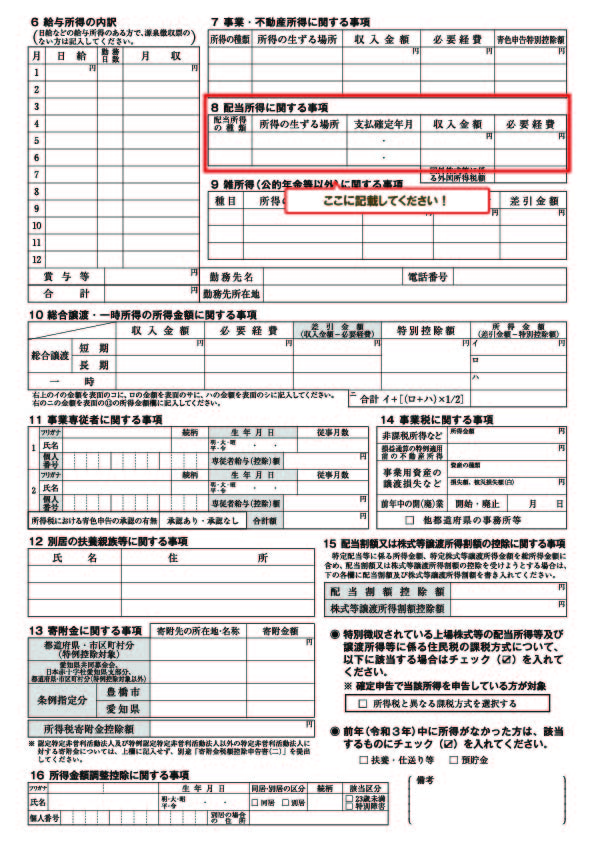 6 給与所得の内訳
(日給などの給与所得のある方で、源泉徴収票の
ない方は記入してください。)
月 日給 勤務日数 月収
1 円 円
2
3
4
5
6
7
8
9
10
11
12
賞与等 円
合計 円
7 事業・不動産所得に関する事項
所得の種類 所得の生ずる場所 収入金額 必要経費 青色申告特別控除額
円 円 円
8 配当所得に関する事項
配当所得の種類 所得の生ずる場所 支払確定年月 収入金額 必要経費
・ 円 円
・
る外国所得税額
9 雑所得(公的年金等以外)に関する事項
ここに記載してください！
種目 所得の 差引金額
円 円 円
勤務先名 電話番号
勤務先所在地
10 総合譲渡・一時所得の所得金額に関する事項
収入金額 必要経費 差引金額(収入金額−必要経費) 特別控除額 所得金額(差引金額−特別控除額)
総合譲渡 短期 円 円 円 円 イ 円
長期 ロ
一時 ハ
右上のイの金額を表面のコに、ロの金額を表面のサに、ハの金額を表面のシに記入してください。
右のニの金額を表面の⑪の所得金額欄に記入してください。
ニ 合計 イ+[(ロ+ハ)×1/2]
11 事業専従者に関する事項
1 フリガナ 続柄 生年月日 従事月数
氏名 明・大・昭 平・令 ・ ・
個人番号 専従者給与(控除)額 円
2 フリガナ 続柄 生年月日 従事月数
氏名 明・大・昭 平・令 ・ ・
個人番号 専従者給与(控除)額 円
所得税における青色申告の承認の有無 承認あり・承認なし 合計額 円
14 事業税に関する事項
非課税所得など 所得金額 円
損益通算の特例適用前の不動産所得 円
事業用資産の譲渡損失など 資産の種類
損失額、被災損失額(白) 円
前年中の開(廃)業 開始・廃止 月 日
□ 他都道府県の事務所等
12 別居の扶養親族等に関する事項
氏名 住所
15 配当割額又は株式等譲渡所得割額の控除に関する事項
特定配当等に係る所得金額、特定株式等譲渡所得金額を総所得金額に
含め、配当割額又は株式等譲渡所得割額の控除を受けようとする場合は、
下の各欄に配当割額及び株式等譲渡所得割額を書き入れてください。
配当割額控除額 円
株式等譲渡所得割額控除額 円
13 寄附金に関する事項 寄附先の所在地・名称 寄附金額
都道府県・市区町村分
(特例控除対象) 円
愛知県共同募金会、
日本赤十字社愛知県支部分、
都道府県・市区町村分(特例控除対象以外)
条例指定分 豊橋市
愛知県
所得税寄附金控除額 円
※ 認定特定非営利活動法人及び特例認定特定非営利活動法人以外の特定非営利活動法人に
対する寄附金については、上欄に記入せず、別途「寄附金税額控除申告書(二)」を提出
してください。
● 特別徴収されている上場株式等の配当所得等及び
譲渡所得等に係る住民税の課税方式について、
以下に該当する場合はチェック(☑)を入れて
ください。
※ 確定申告で当該所得を申告している方が対象
□ 所得税と異なる課税方式を選択する
● 前年(令和３年)中に所得がなかった方は、該当
するものにチェック(☑)を入れてください。
□ 扶養・仕送り等 □ 預貯金
16 所得金額調整控除に関する事項
フリガナ 生年月日 同居・別居の区分 続柄 該当区分
氏名 明・大・昭 平・令 ・ ・ □ 同居 □ 別居 □ 23歳未満 □ 特別障害
個人番号 別居の場合の住所
備考